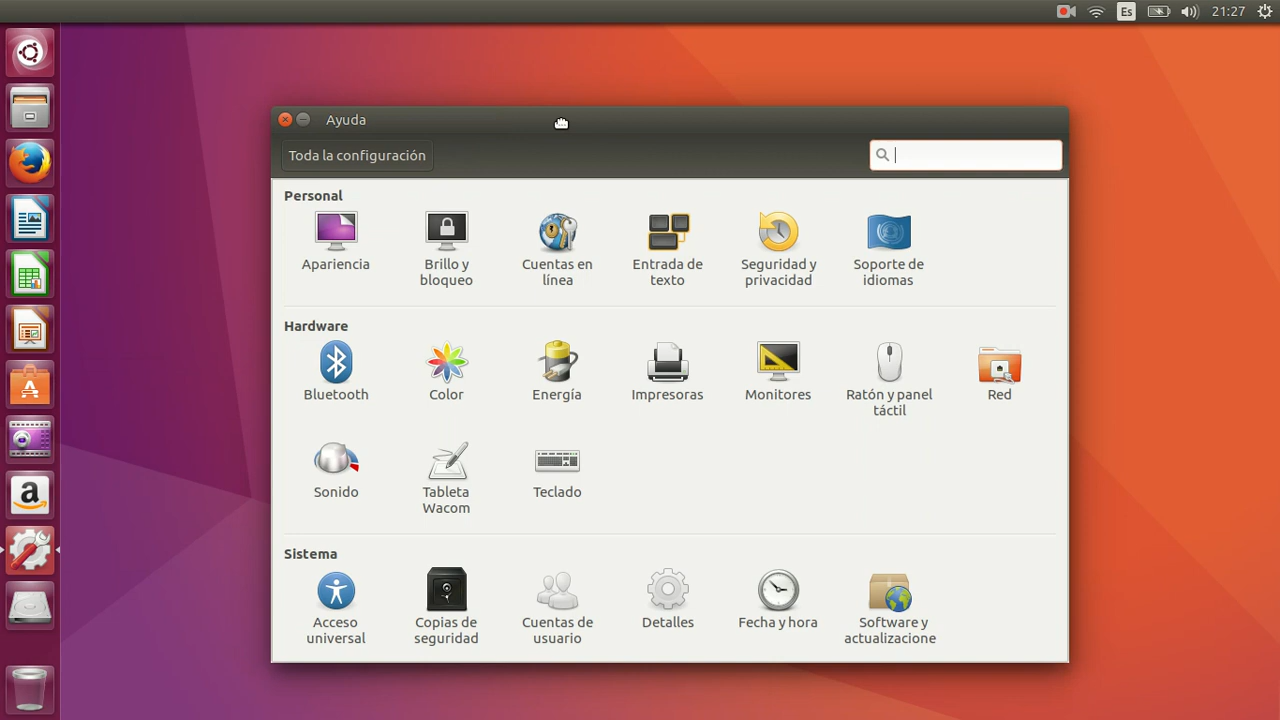 Es
21:27
Ayuda
Toda la configuración
Personal
Apariencia
Brillo y
bloqueo
Cuentas en
línea
Entrada de
texto
Seguridad y
privacidad
Soporte de
idiomas
Hardware
Bluetooth
Color
Energía
Impresoras
Monitores
Ratón y panel
táctil
Red
Sonido
Tableta
Wacom
Teclado
Sistema
Acceso
universal
Copias de
seguridad
Cuentas de
usuario
Detalles
Fecha y hora
Software y
actualizacione